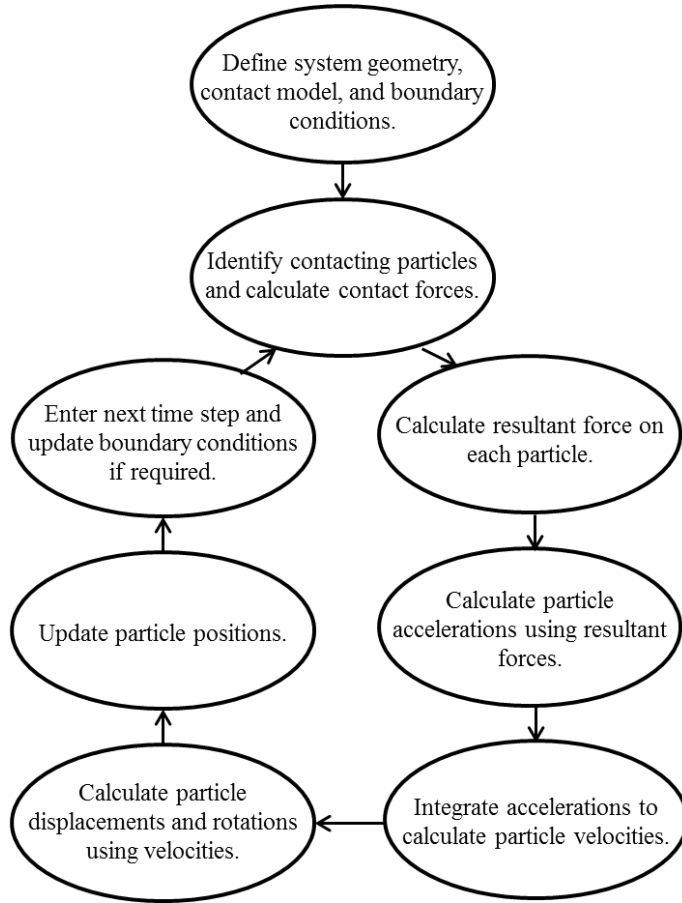 Define system geometry,
contact model, and boundary
conditions.
Identify contacting particles
and calculate contact forces.
Calculate resultant force on
each particle.
Calculate particle
accelerations using resultant
forces.
Integrate accelerations to
calculate particle velocities.
Calculate particle
displacements and rotations
using velocities.
Update particle positions.
Enter next time step and
update boundary conditions
if required.